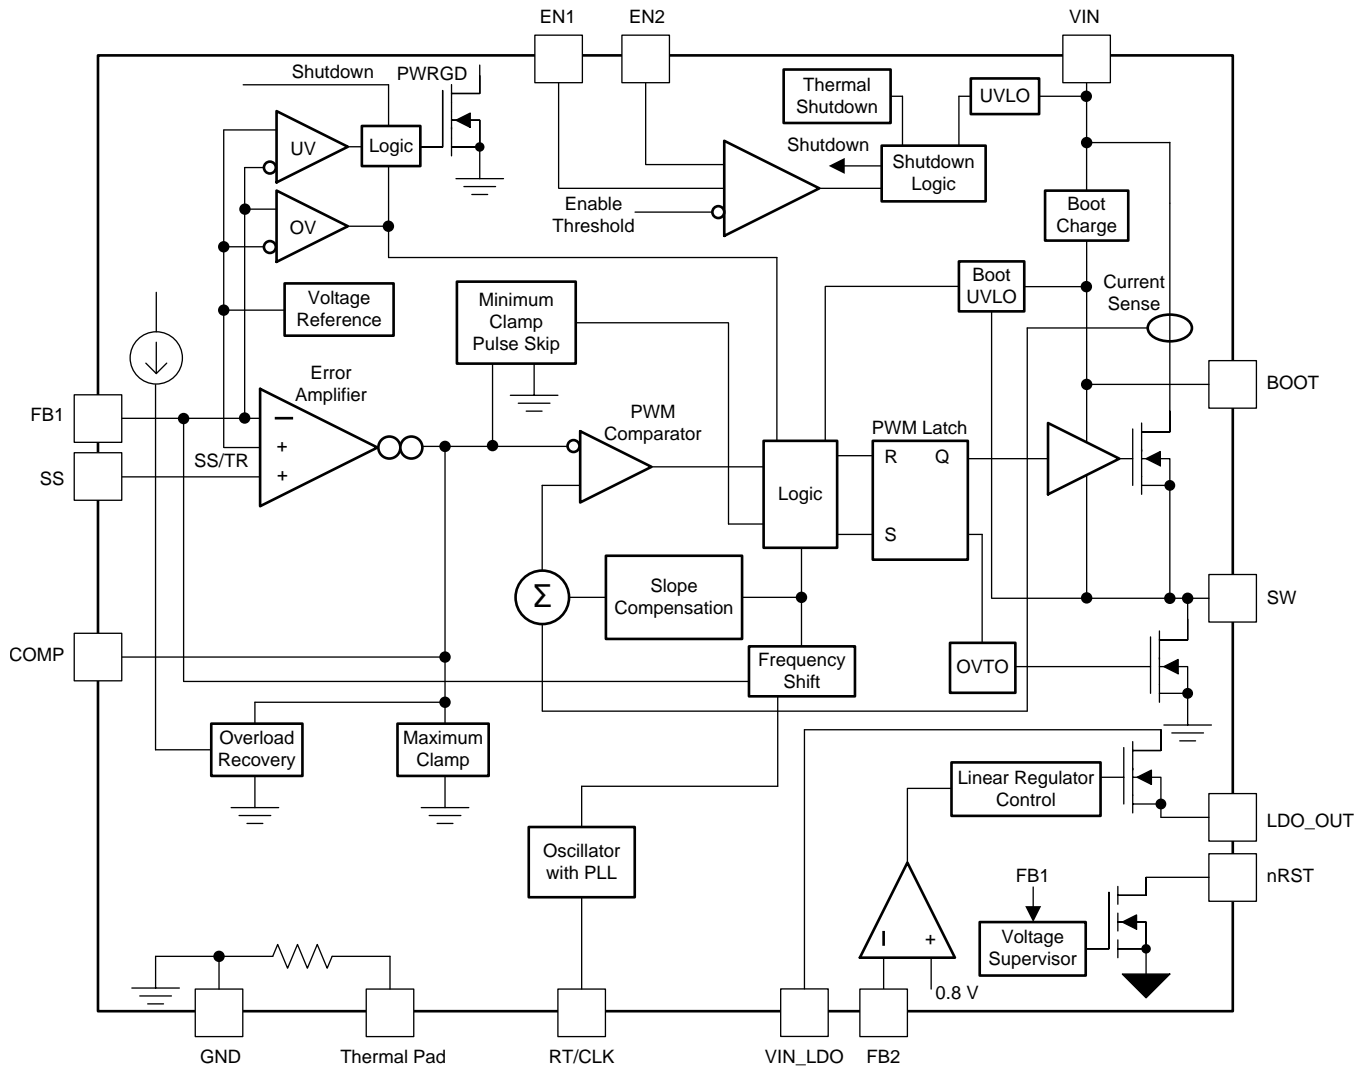 EN1
EN2
VIN
Shutdown
PWRGD
Thermal
Shutdown
UVLO
UV
Logic
Shutdown
Shutdown
Logic
Enable
Threshold
Boot
Charge
OV
Voltage
Reference
Minimum
Clamp
Pulse Skip
Boot
UVLO
Current
Sense
Error
Amplifier
BOOT
FB1
−
+
SS/TR
+
SS
PWM
Comparator
PWM Latch
R
Q
Logic
S
Σ
Slope
Compensation
SW
COMP
Frequency
Shift
OVTO
Overload
Recovery
Maximum
Clamp
Linear Regulator
Control
LDO_OUT
Oscillator
with PLL
FB1
nRST
−
+
Voltage
Supervisor
0.8 V
GND
Thermal Pad
RT/CLK
VIN_LDO
FB2